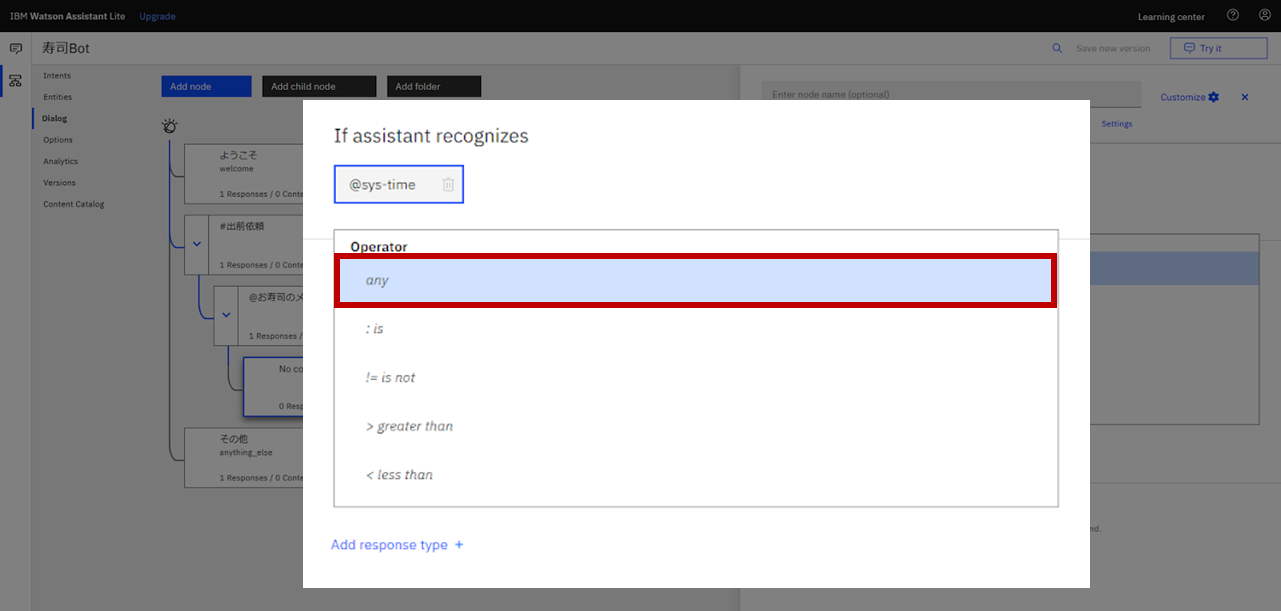 IBM Watson Assistant Lite Upgrade Learning center
寿司Bot Save new version Try it
Intents
Entities
Dialog
Options
Analytics
Versions
Content Catalog
Add node Add child node Add folder
ようこそ
welcome
1 Responses / 0 Conte
#出前依頼
1 Responses / 0 Conte
@お寿司のメ
1 Responses /
No co
0 Resp
その他
anything_else
1 Responses / 0 Conte
Enter node name (optional) Customize
Settings
If assistant recognizes
@sys-time
Operator
any
: is
!= is not
> greater than
< less than
Add response type +
nd.